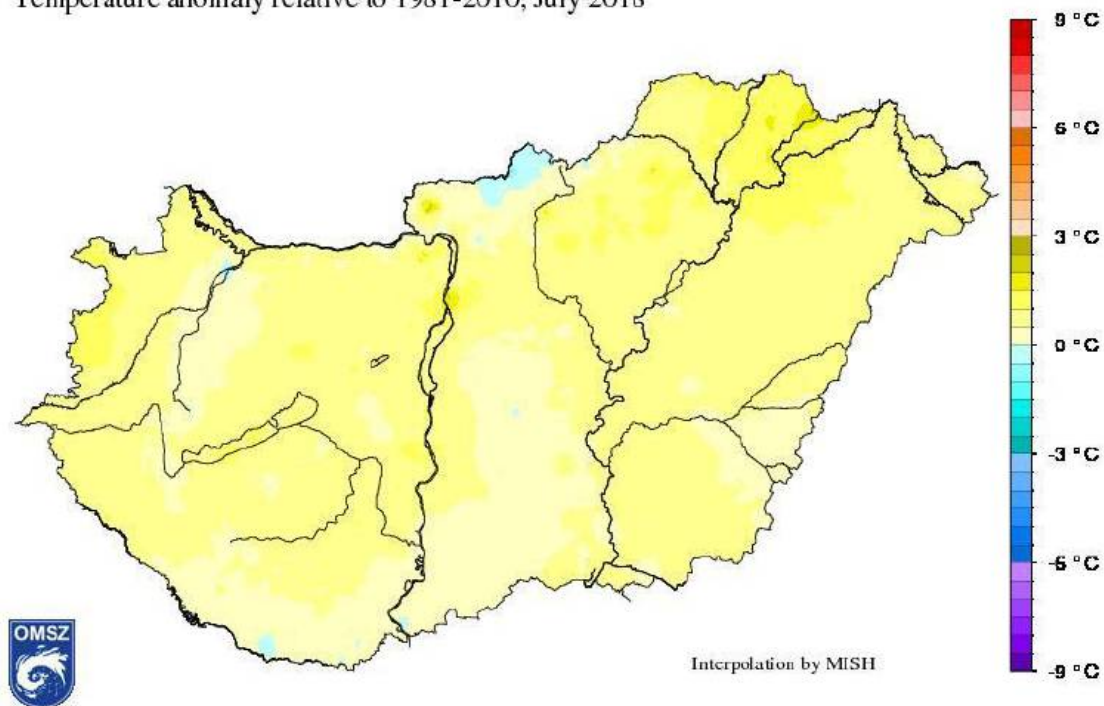 Temperature anomaly relative to 1981-2010, July 2018
9 °C
6 °C
3 °C
0 °C
-3 °C
-6 °C
-9 °C
OMSZ
Interpolation by MISH